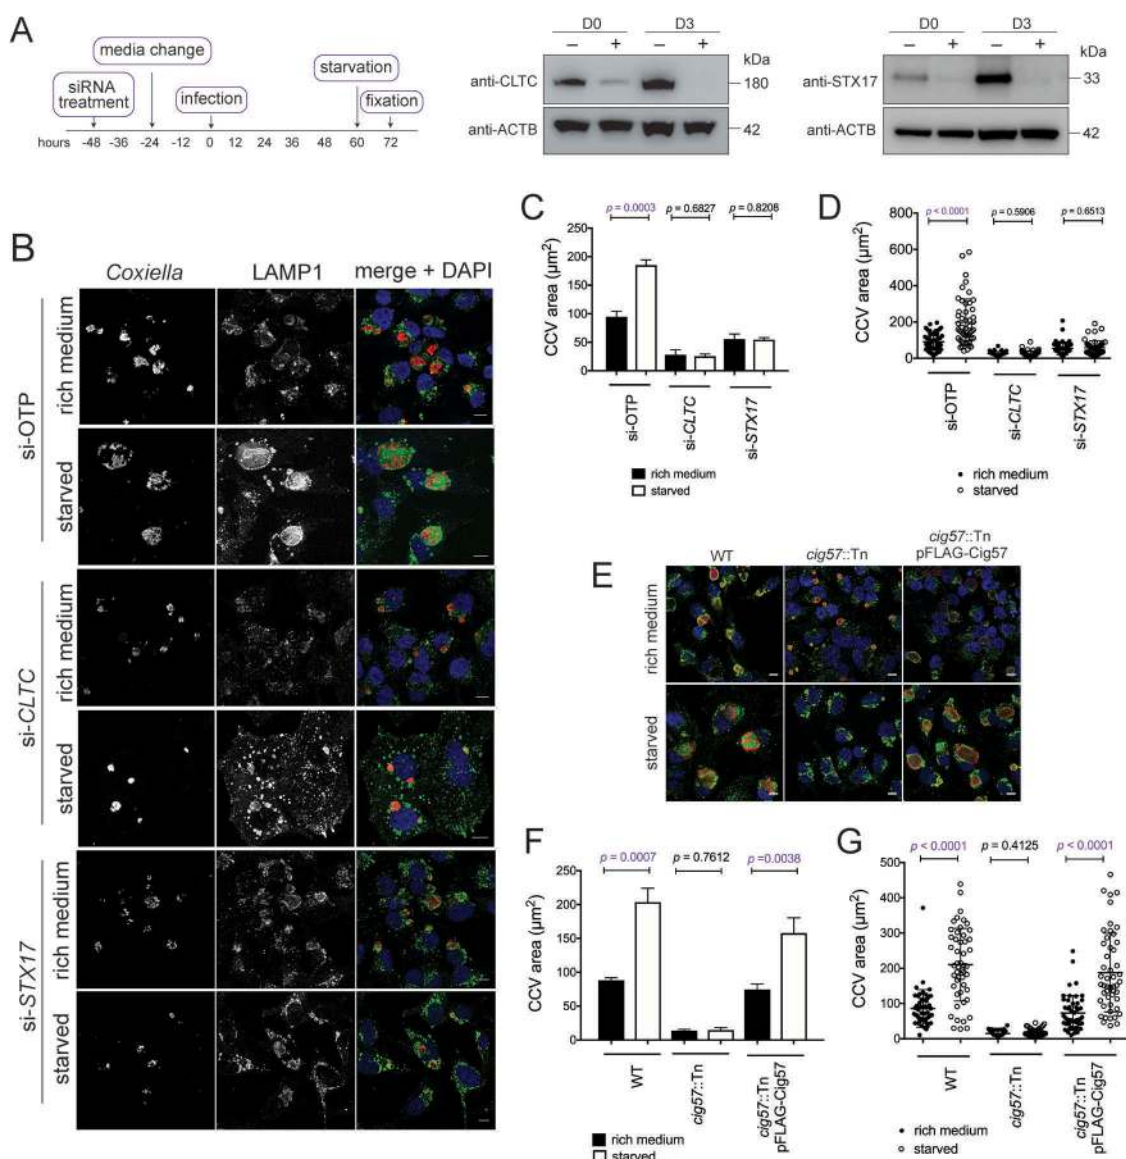 A
media change
siRNA
treatment
infection
starvation
fixation
hours -48 -36 -24 -12 0 12 24 36 48 60 72
D0 D3
– + – +
kDa
anti-CLTC
180
anti-ACTB
42
D0 D3
– + – +
kDa
anti-STX17
33
anti-ACTB
42
B
Coxiella LAMP1 merge + DAPI
si-OTP
rich medium
starved
si-CLTC
rich medium
starved
si-STX17
rich medium
starved
C
p = 0.0003 p = 0.6827 p = 0.8208
CCV area (µm²)
250
200
150
100
50
0
si-OTP
si-CLTC
si-STX17
rich medium
starved
D
p < 0.0001 p = 0.5906 p = 0.6513
CCV area (µm²)
800
600
400
200
0
si-OTP
si-CLTC
si-STX17
rich medium
starved
E
WT
cig57::Tn
cig57::Tn
pFLAG-Cig57
rich medium
starved
F
p = 0.0007 p = 0.7612 p =0.0038
CCV area (µm²)
250
200
150
100
50
0
WT
cig57::Tn
cig57::Tn
pFLAG-Cig57
rich medium
starved
G
p < 0.0001 p = 0.4125 p < 0.0001
CCV area (µm²)
500
400
300
200
100
0
WT
cig57::Tn
cig57::Tn
pFLAG-Cig57
rich medium
starved